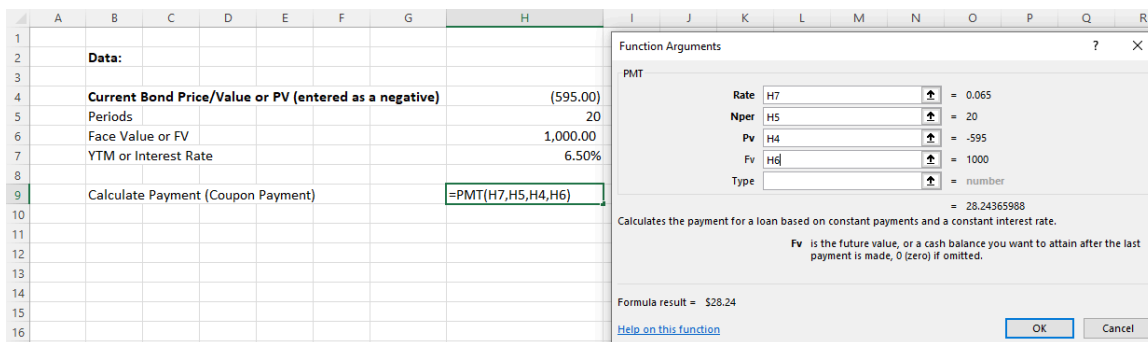 A B C D E F G H I J K L M N O P Q R
1
2 Data:
3
4 Current Bond Price/Value or PV (entered as a negative) (595.00)
5 Periods 20
6 Face Value or FV 1,000.00
7 YTM or Interest Rate 6.50%
8
9 Calculate Payment (Coupon Payment) =PMT(H7,H5,H4,H6)
10
11
12
13
14
15
16
Function Arguments ? ×
PMT
Rate H7 = 0.065
Nper H5 = 20
Pv H4 = -595
Fv H6 = 1000
Type = number
= 28.24365988
Calculates the payment for a loan based on constant payments and a constant interest rate.
Fv is the future value, or a cash balance you want to attain after the last
payment is made, 0 (zero) if omitted.
Formula result = $28.24
Help on this function OK Cancel